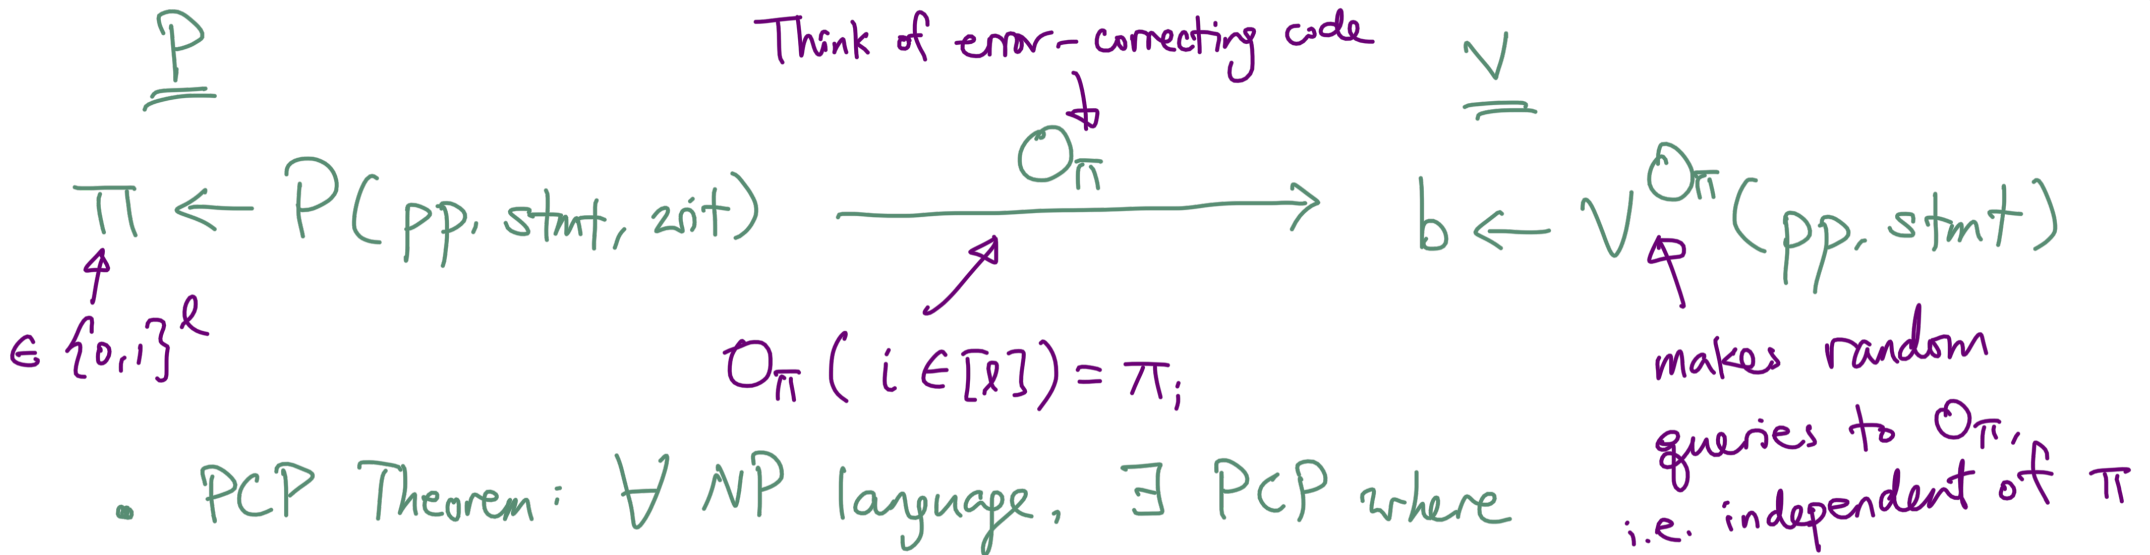 P
Think of error-correcting code
V
π ← P(pp, stmt, wit)
O_π
b ← V^{O_π}(pp, stmt)
∈ {0,1}^ℓ
O_π(i ∈ [ℓ]) = π_i
makes random
queries to O_π,
i.e. independent of π
• PCP Theorem: ∀ NP language, ∃ PCP where